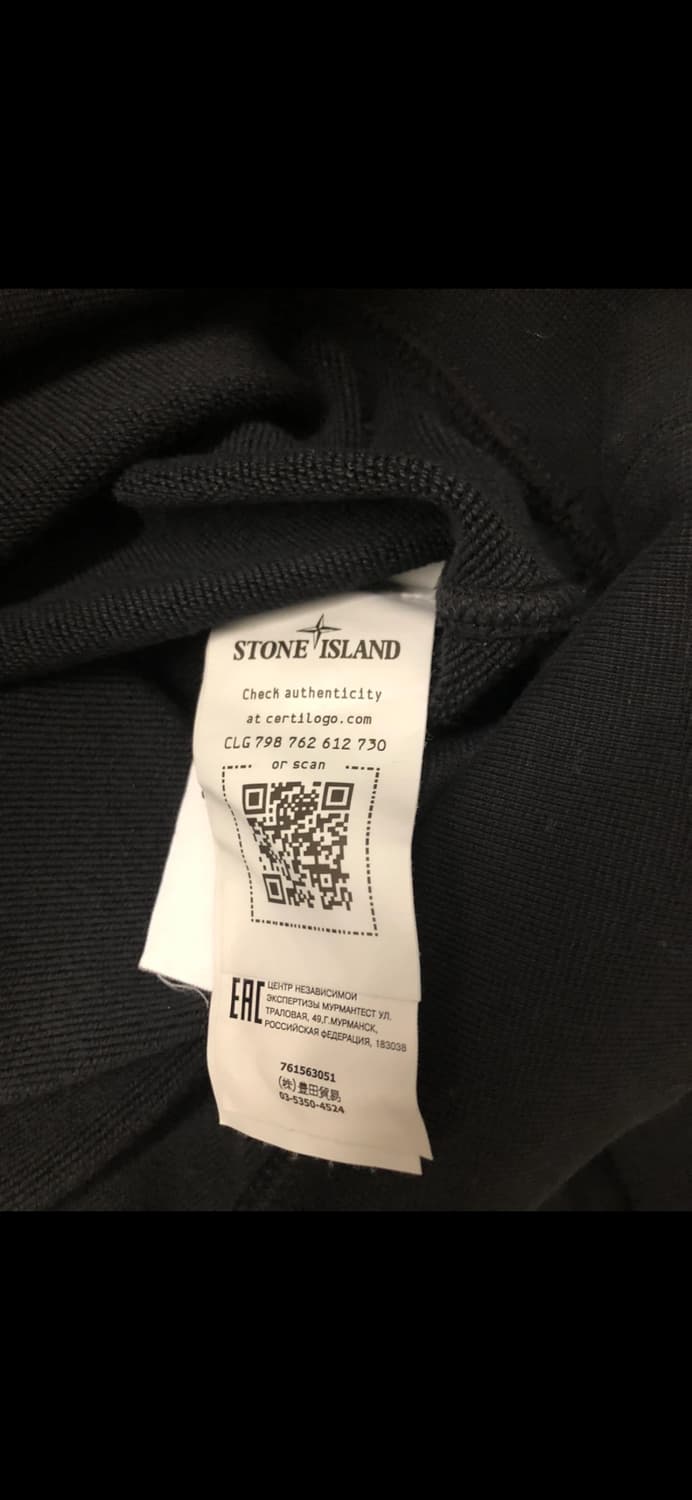 STONE ISLAND
Check authenticity
at certilogo.com
CLG 798 762 612 730
or scan
EAC
ЦЕНТР НЕЗАВИСИМОЙ
ЭКСПЕРТИЗЫ МУРМАНТЕСТ УЛ.
ТРАЛОВАЯ, 49,Г.МУРМАНСК,
РОССИЙСКАЯ ФЕДЕРАЦИЯ, 183038
761563051
(株)豊田貿易
03-5350-4524